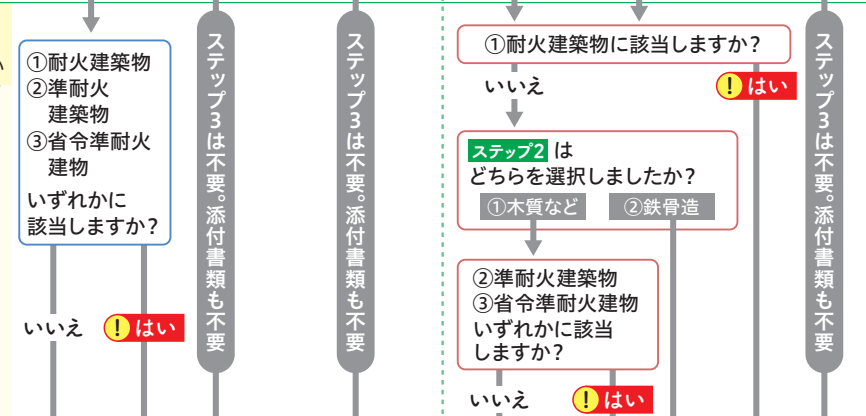 ①耐火建築物
②準耐火
建築物
③省令準耐火
建物
いずれかに
該当しますか？
いいえ
! はい
ステップ3は不要。添付書類も不要
ステップ3は不要。添付書類も不要
①耐火建築物に該当しますか？
いいえ
! はい
ステップ2 は
どちらを選択しましたか？
①木質など ②鉄骨造
②準耐火建築物
③省令準耐火建物
いずれかに該当
しますか？
いいえ
! はい
ステップ3は不要。添付書類も不要